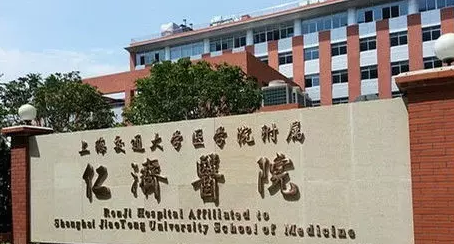 上海交通大学医学院附属
仁濟醫院
RenJi Hospital Affiliated to
Shanghai JiaoTong University School of Medicine